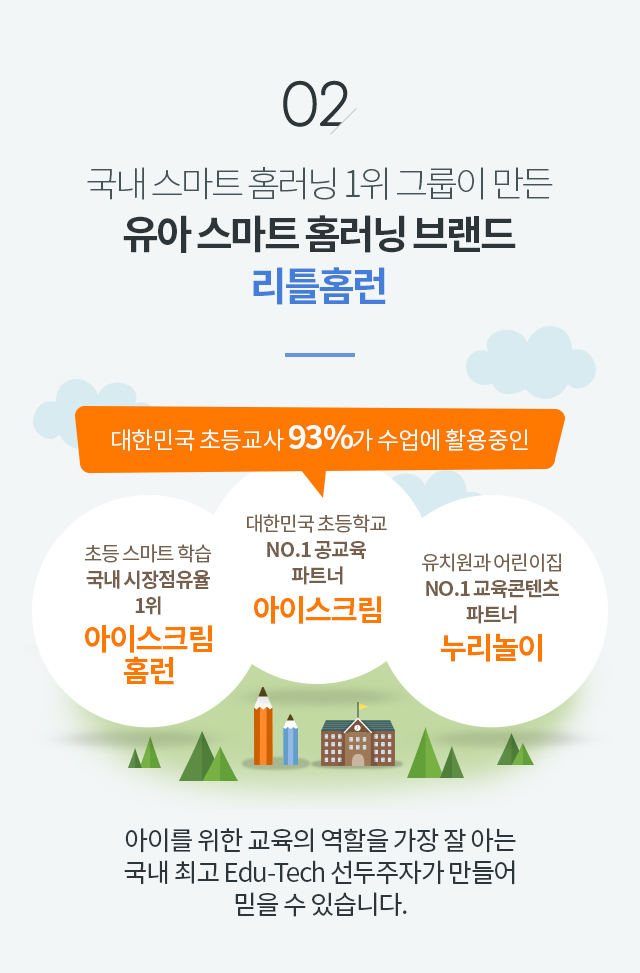 02
국내 스마트 홈러닝 1위 그룹이 만든
유아 스마트 홈러닝 브랜드
리틀홈런
대한민국 초등교사 93%가 수업에 활용중인
초등 스마트 학습
국내 시장점유율
1위
아이스크림
홈런
대한민국 초등학교
NO.1 공교육
파트너
아이스크림
유치원과 어린이집
NO.1 교육콘텐츠
파트너
누리놀이
아이를 위한 교육의 역할을 가장 잘 아는
국내 최고 Edu-Tech 선두주자가 만들어
믿을 수 있습니다.